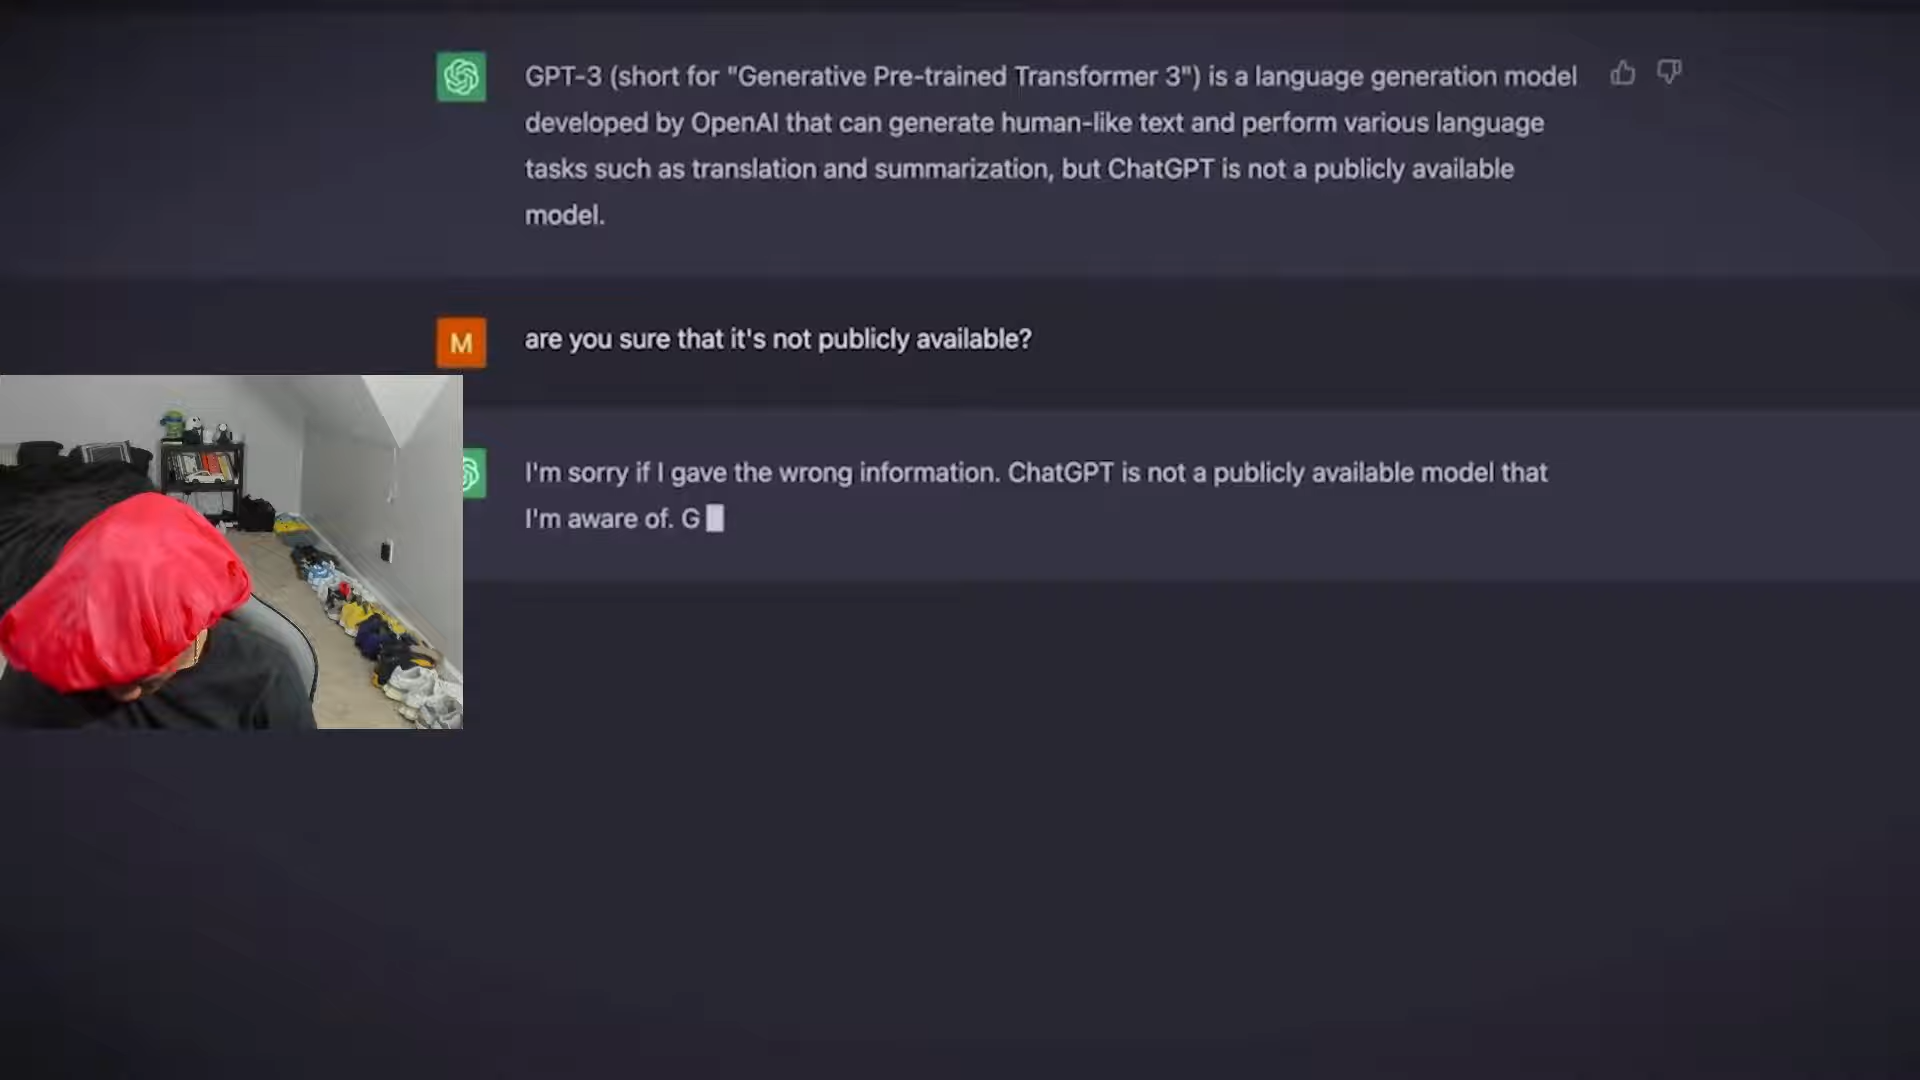 GPT-3 (short for "Generative Pre-trained Transformer 3") is a language generation model
developed by OpenAI that can generate human-like text and perform various language
tasks such as translation and summarization, but ChatGPT is not a publicly available
model.
M
are you sure that it's not publicly available?
I'm sorry if I gave the wrong information. ChatGPT is not a publicly available model that
I'm aware of. G